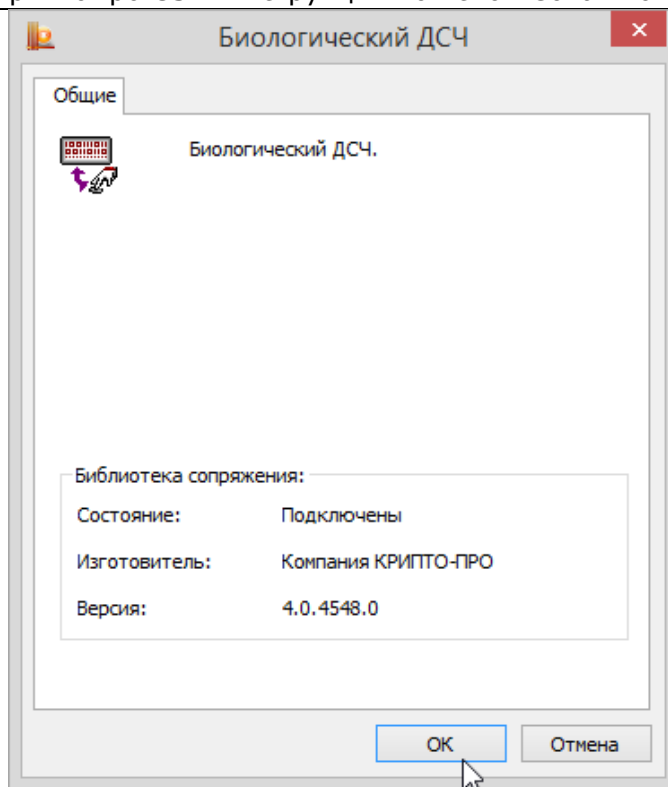 Биологический ДСЧ
Общие
Биологический ДСЧ.
Библиотека сопряжения:
Состояние: Подключены
Изготовитель: Компания КРИПТО-ПРО
Версия: 4.0.4548.0
ОК Отмена